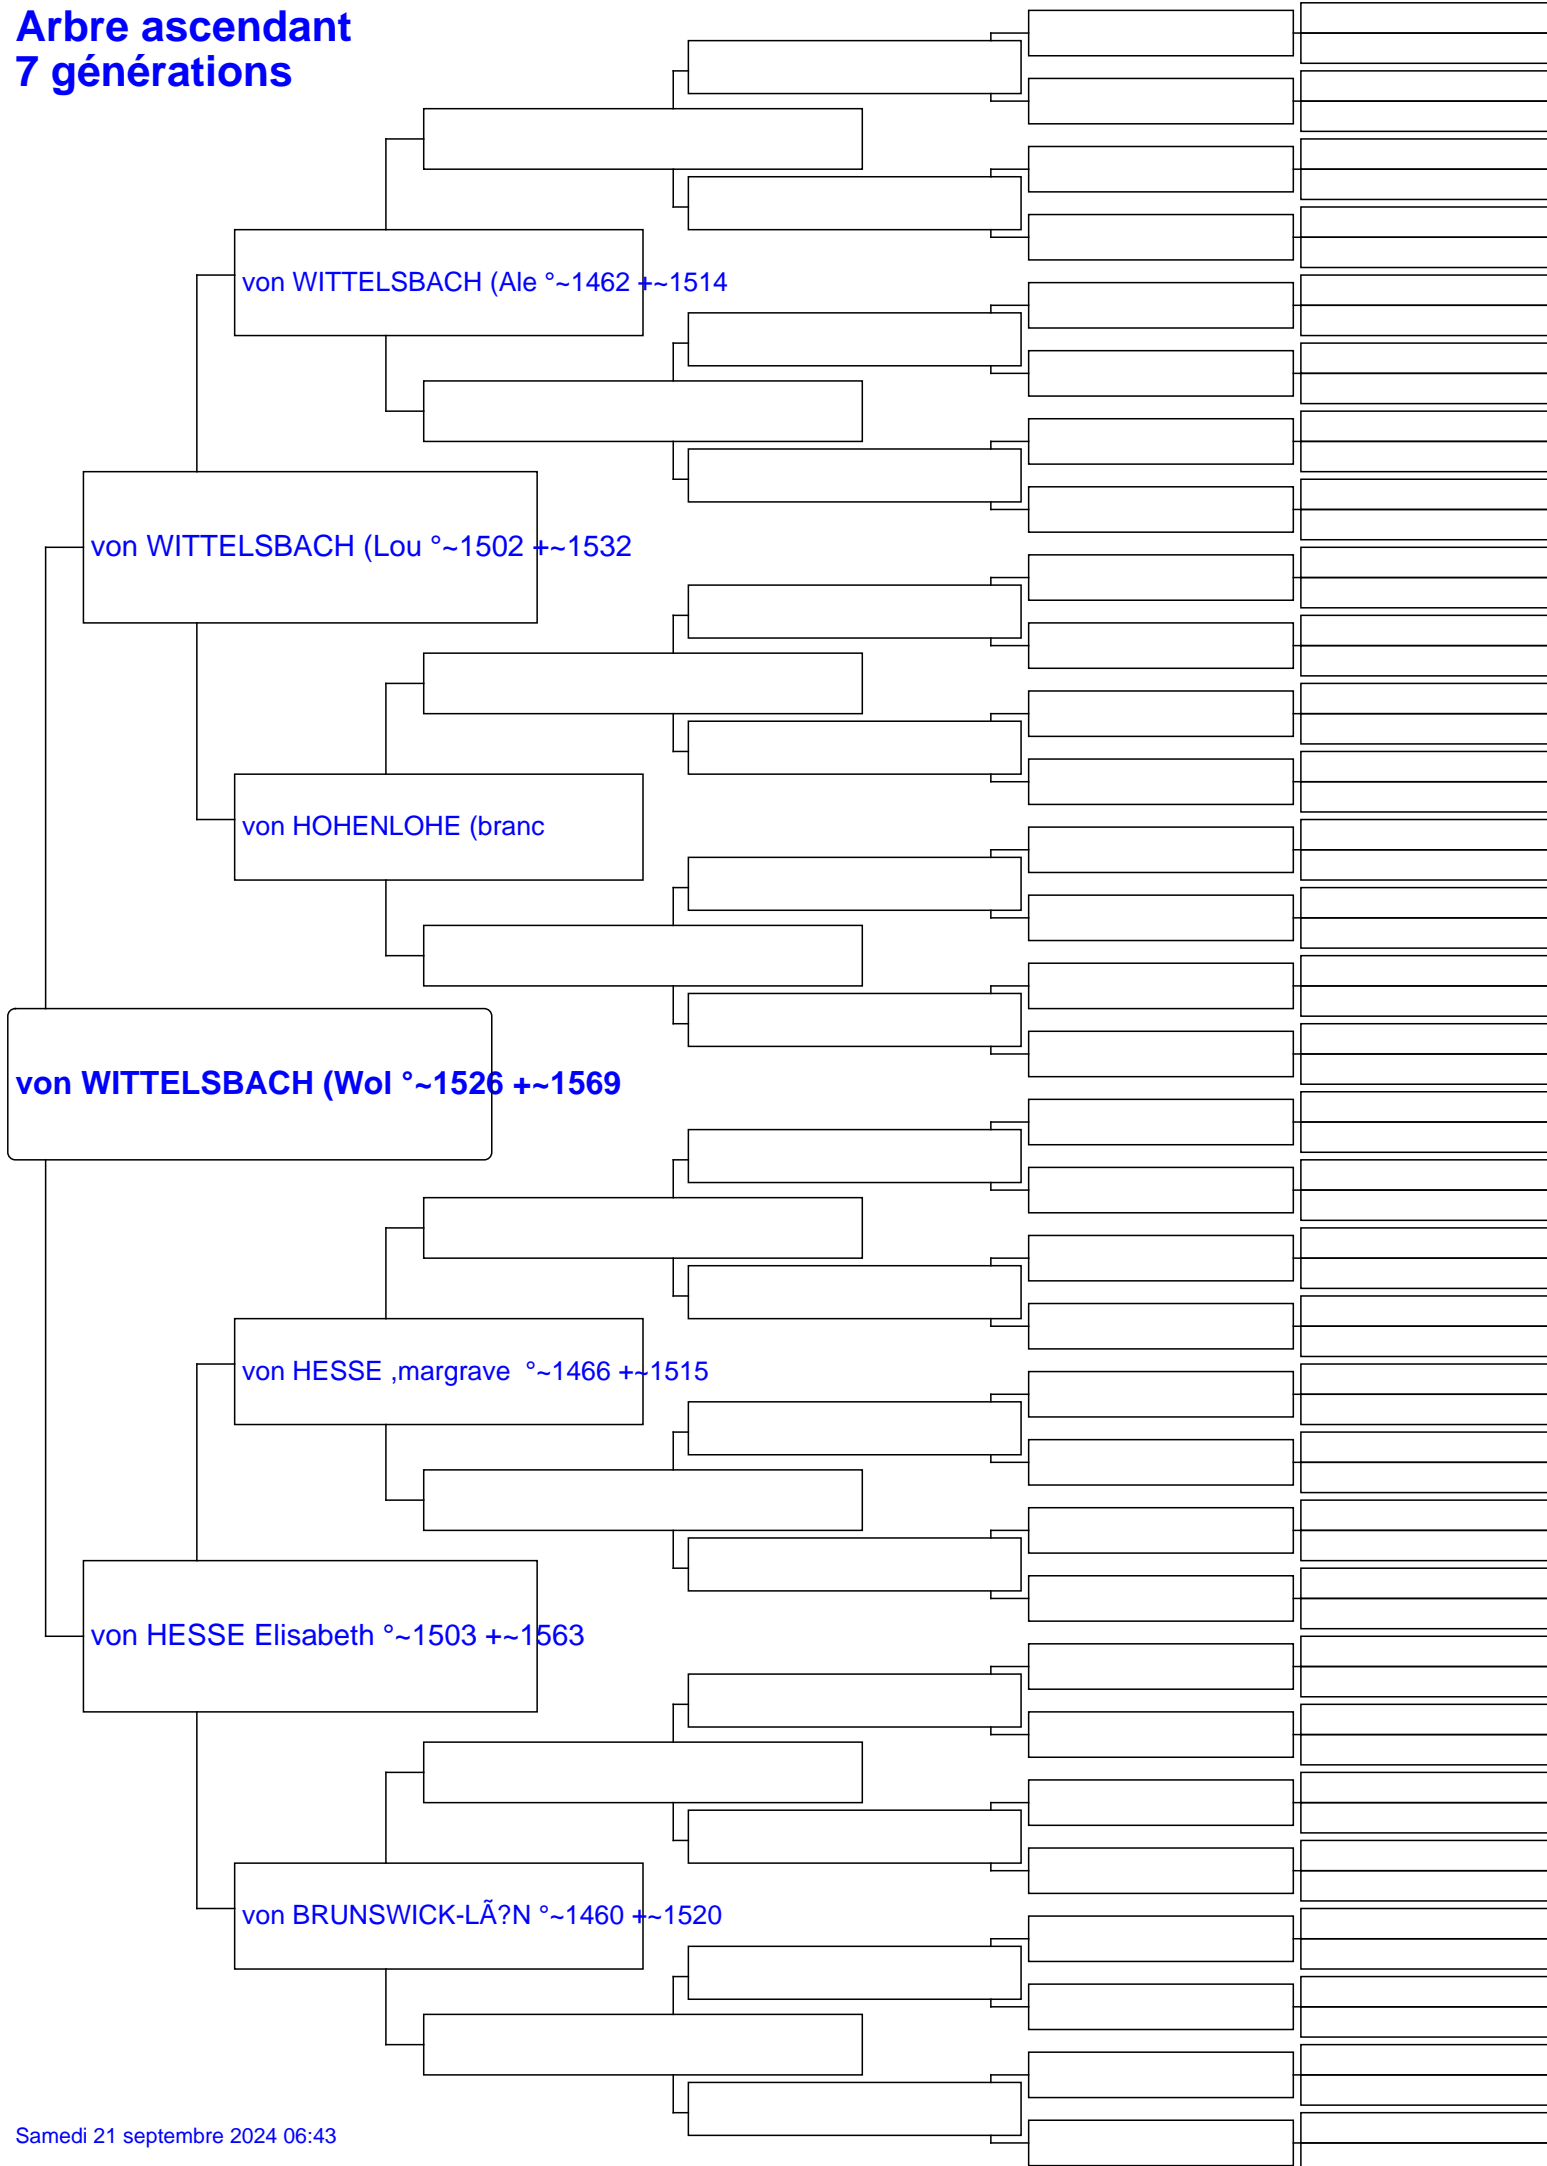 Arbre ascendant
7 générations
von WITTELSBACH (Ale °~1462 +~1514
von WITTELSBACH (Lou °~1502 +~1532
von HOHENLOHE (branc
von WITTELSBACH (Wol °~1526 +~1569
von HESSE ,margrave  °~1466 +~1515
von HESSE Elisabeth °~1503 +~1563
von BRUNSWICK-LÃ?N °~1460 +~1520
Samedi 21 septembre 2024 06:43